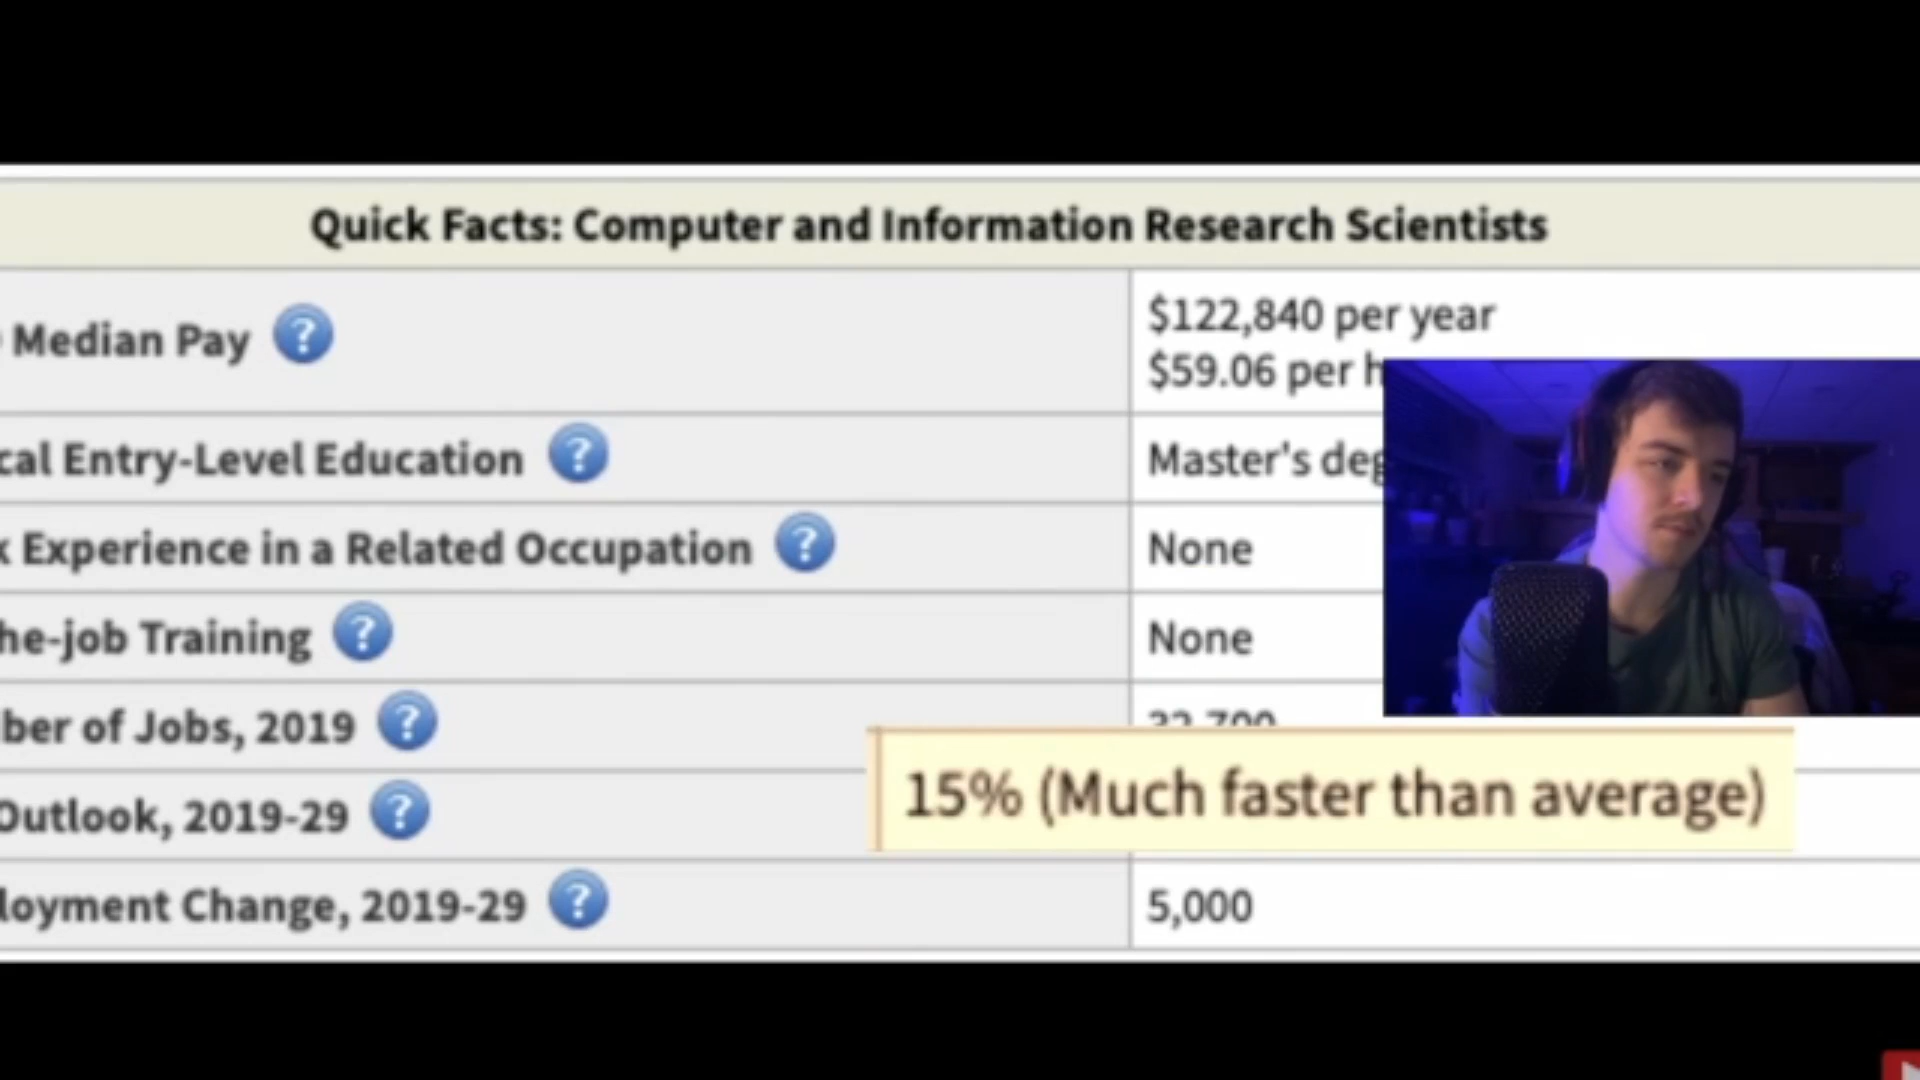 Quick Facts: Computer and Information Research Scientists
Median Pay
$122,840 per year
$59.06 per h
cal Entry-Level Education
Master's deg
k Experience in a Related Occupation
None
he-job Training
None
ber of Jobs, 2019
32,700
Outlook, 2019-29
15% (Much faster than average)
loyment Change, 2019-29
5,000